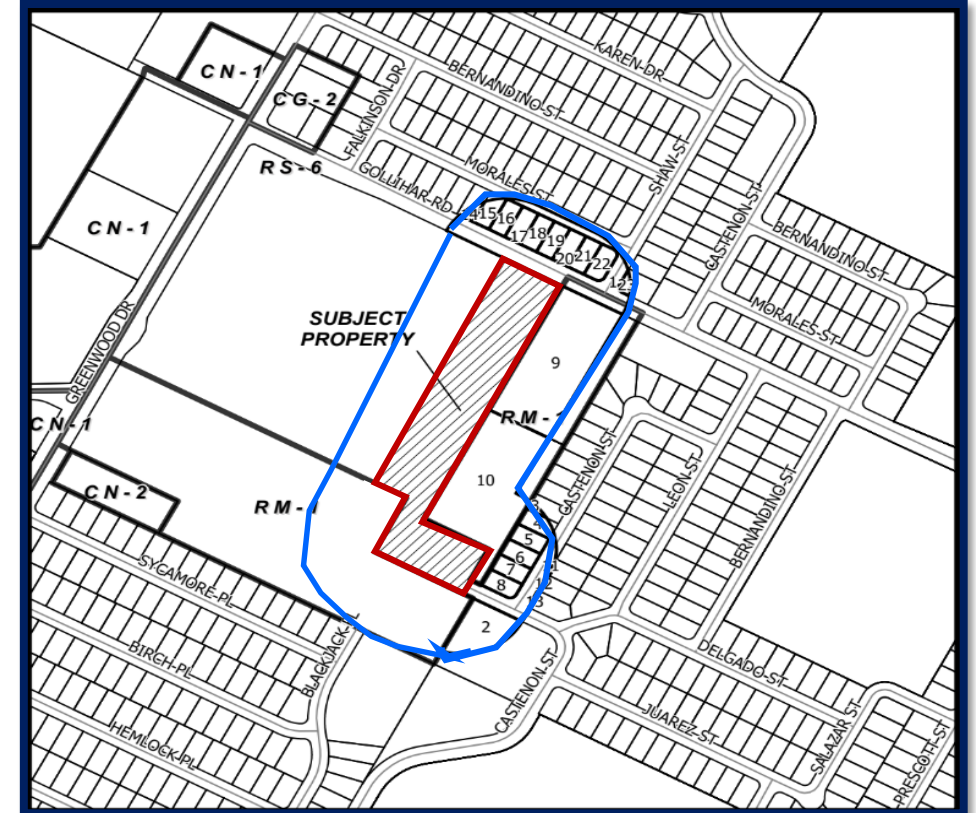 KAREN-DR
CN-1
BERNANDINO-ST
CG-2
FALKINSON-DR
RS-6
MORALES-ST
SHAW-ST
GOLLIHAR-RD
CASTENON-ST
14
15
16
17
18
19
20
21
22
CN-1
BERNANDINO-ST
MORALES-ST
SUBJECT
PROPERTY
GREENWOOD DR
9
RM-1
CN-1
10
CASTENON-ST
LEON-ST
BERNANDINO-ST
CN-2
RM-1
4
5
6
7
8
13
SYCAMORE-PL
2
BLACKJACK-PL
BIRCH-PL
DELGADO-ST
CASTENON-ST
JUAREZ-ST
HEMLOCK-PL
SALAZAR ST
PRESCOTT-ST